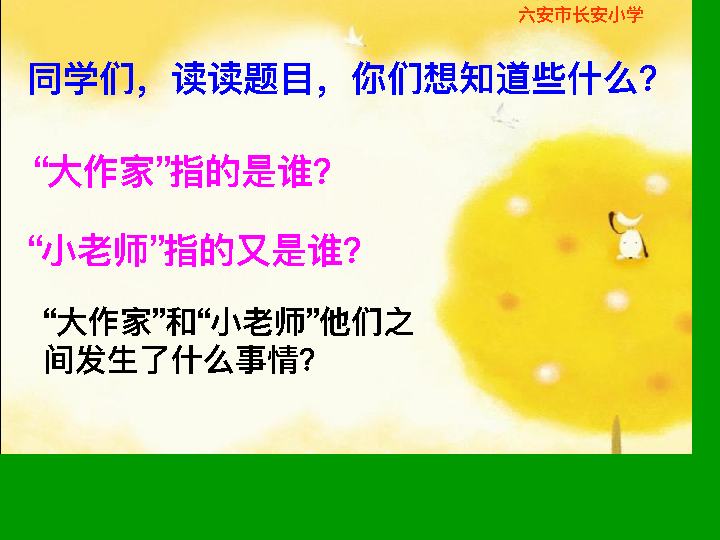 六安市长安小学
同学们，读读题目，你们想知道些什么？
“大作家”指的是谁？
“小老师”指的又是谁？
“大作家”和“小老师”他们之
间发生了什么事情？